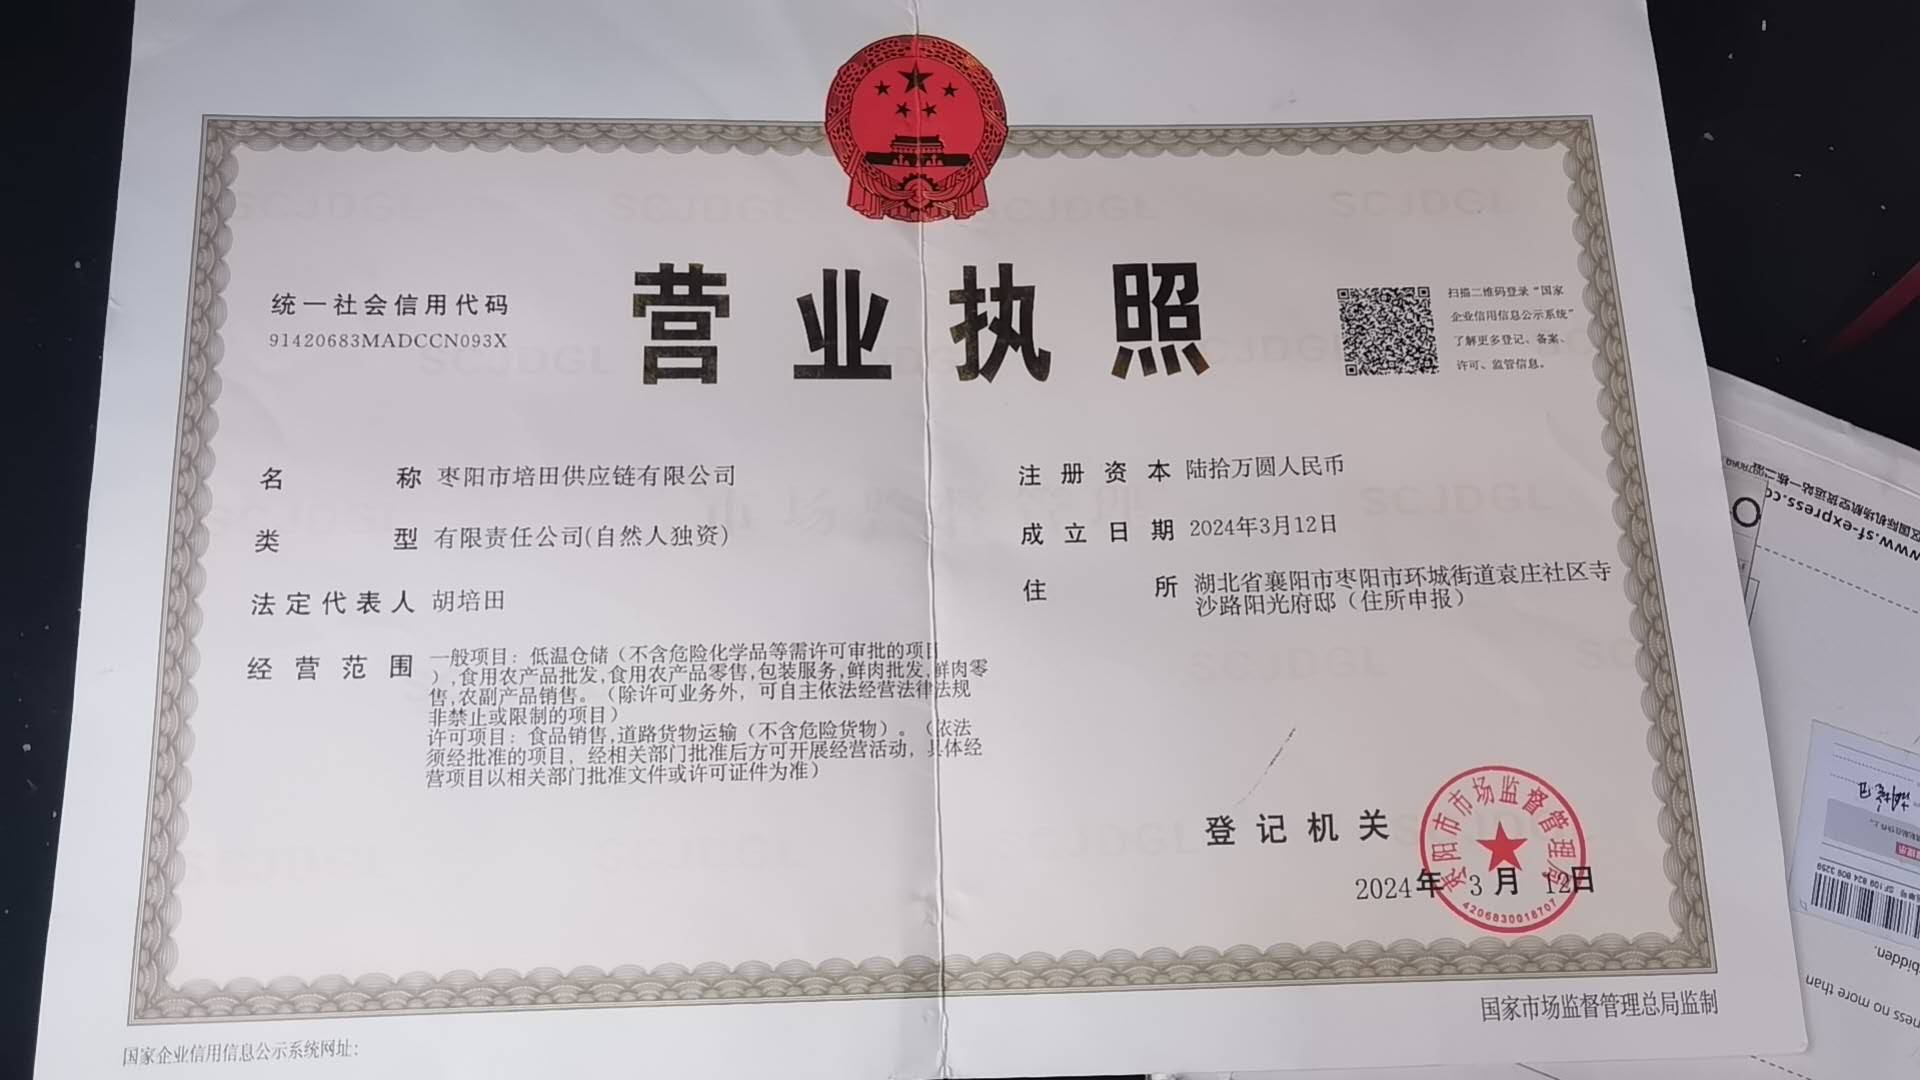 营业执照
统一社会信用代码
91420683MADCCN093X
扫描二维码登录“国家
企业信用信息公示系统”
了解更多登记、备案、
许可、监管信息。
名称 枣阳市培田供应链有限公司
类型 有限责任公司(自然人独资)
法定代表人 胡培田
经营范围 一般项目：低温仓储（不含危险化学品等需许可审批的项目
）,食用农产品批发,食用农产品零售,包装服务,鲜肉批发,鲜肉零
售,农副产品销售。（除许可业务外，可自主依法经营法律法规
非禁止或限制的项目）
许可项目：食品销售,道路货物运输（不含危险货物）。（依法
须经批准的项目，经相关部门批准后方可开展经营活动，具体经
营项目以相关部门批准文件或许可证件为准）
注册资本 陆拾万圆人民币
成立日期 2024年3月12日
住所 湖北省襄阳市枣阳市环城街道袁庄社区寺
沙路阳光府邸（住所申报）
登记机关
枣阳市市场监督管理局
4206830018707
2024年3月12日
国家企业信用信息公示系统网址：
国家市场监督管理总局监制
SCJDGL
市场监督管理
www.sf-express.co
SF 109 824 809 3259
bidden.
ness no more than